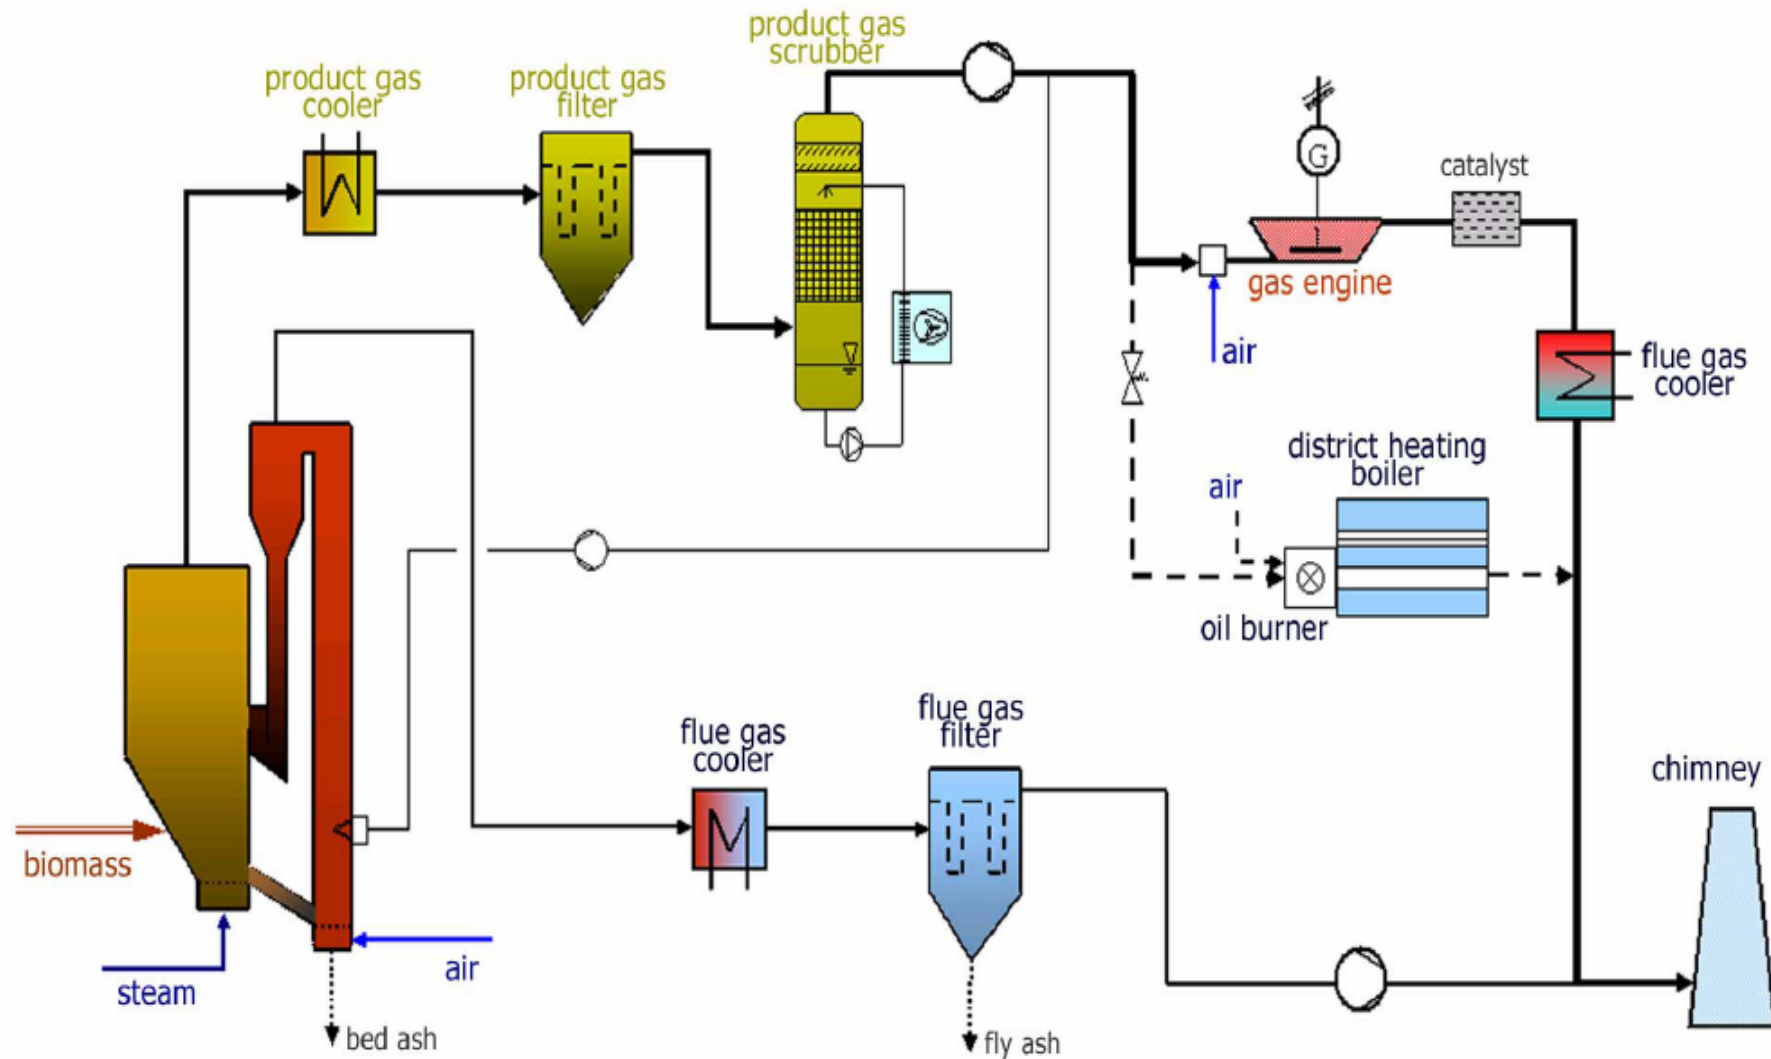 product gas
scrubber
product gas
cooler
product gas
filter
G
catalyst
gas engine
air
flue gas
cooler
district heating
boiler
air
oil burner
flue gas
cooler
flue gas
filter
chimney
biomass
steam
air
bed ash
fly ash